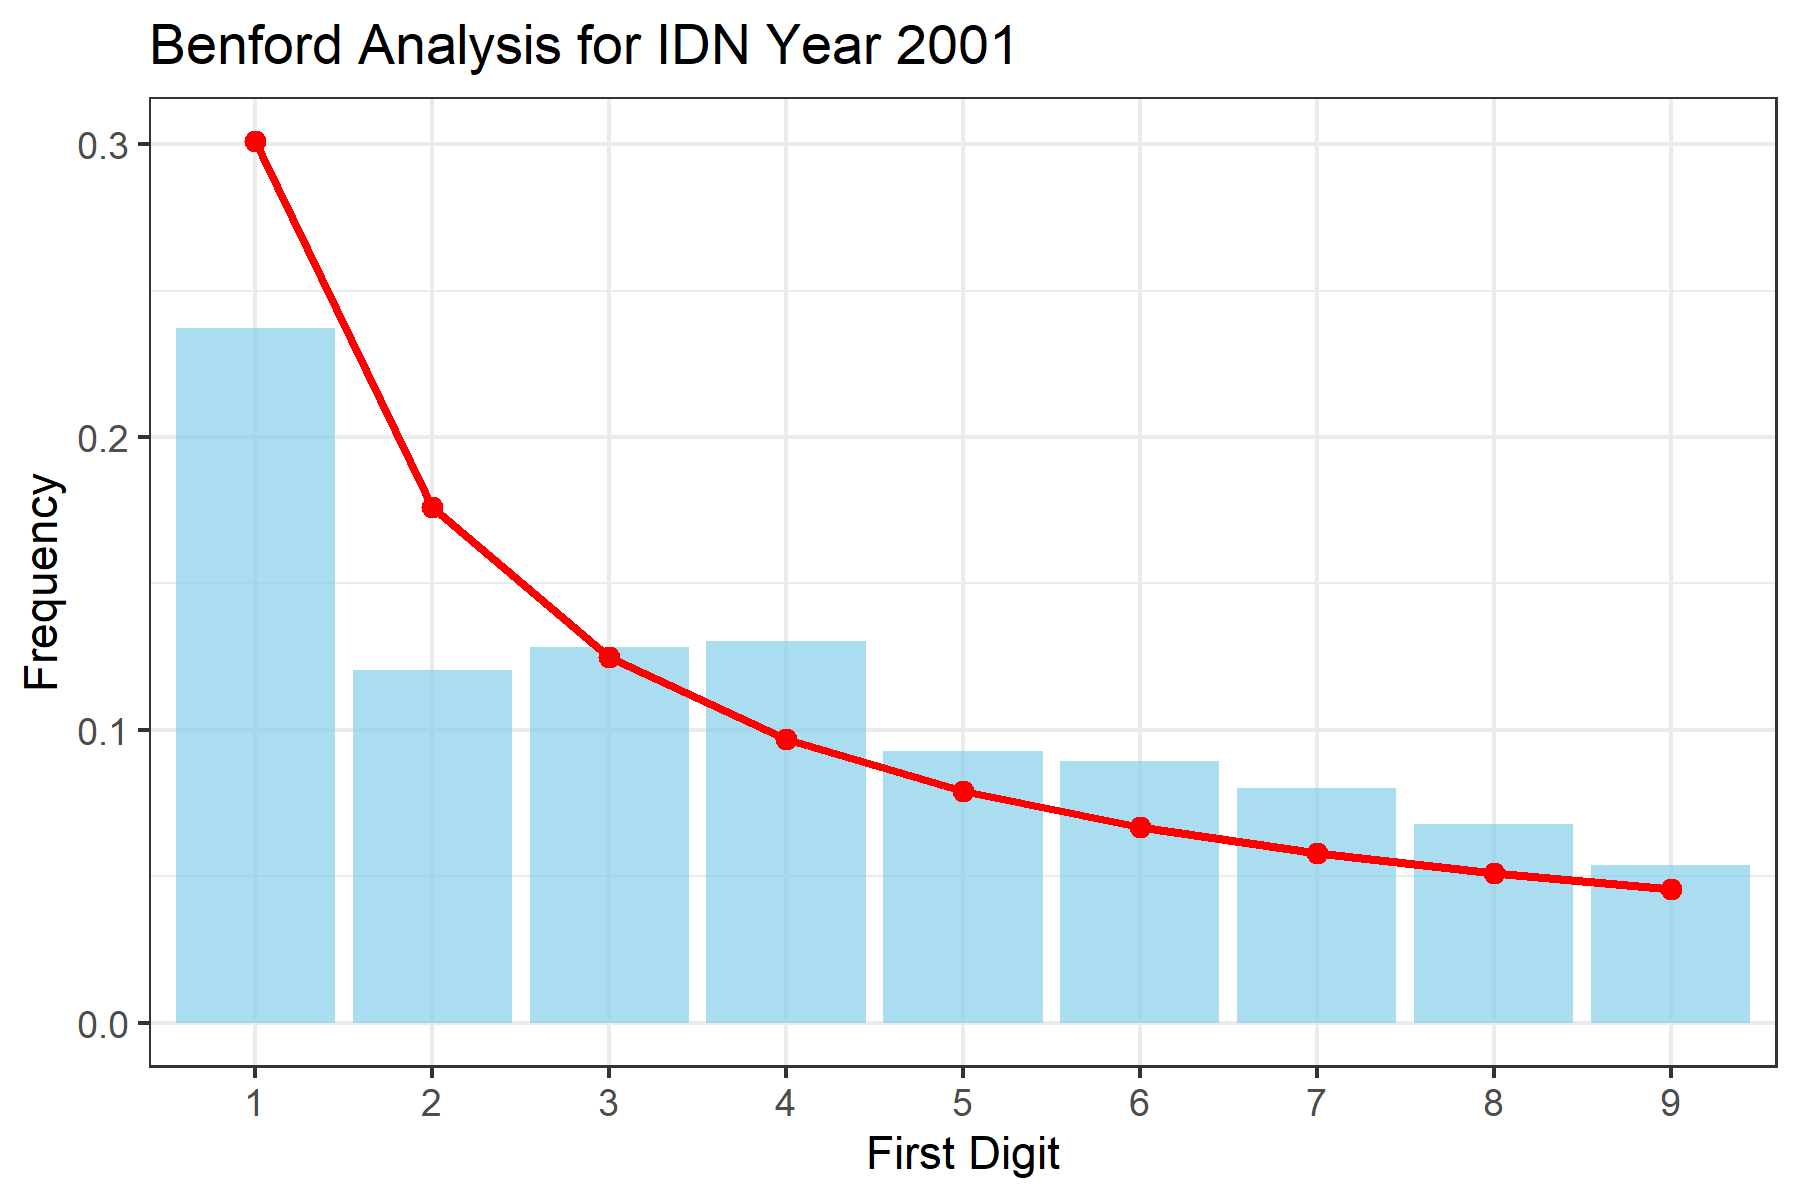 Benford Analysis for IDN Year 2001
0.3
0.2
0.1
0.0
Frequency
1 2 3 4 5 6 7 8 9
First Digit